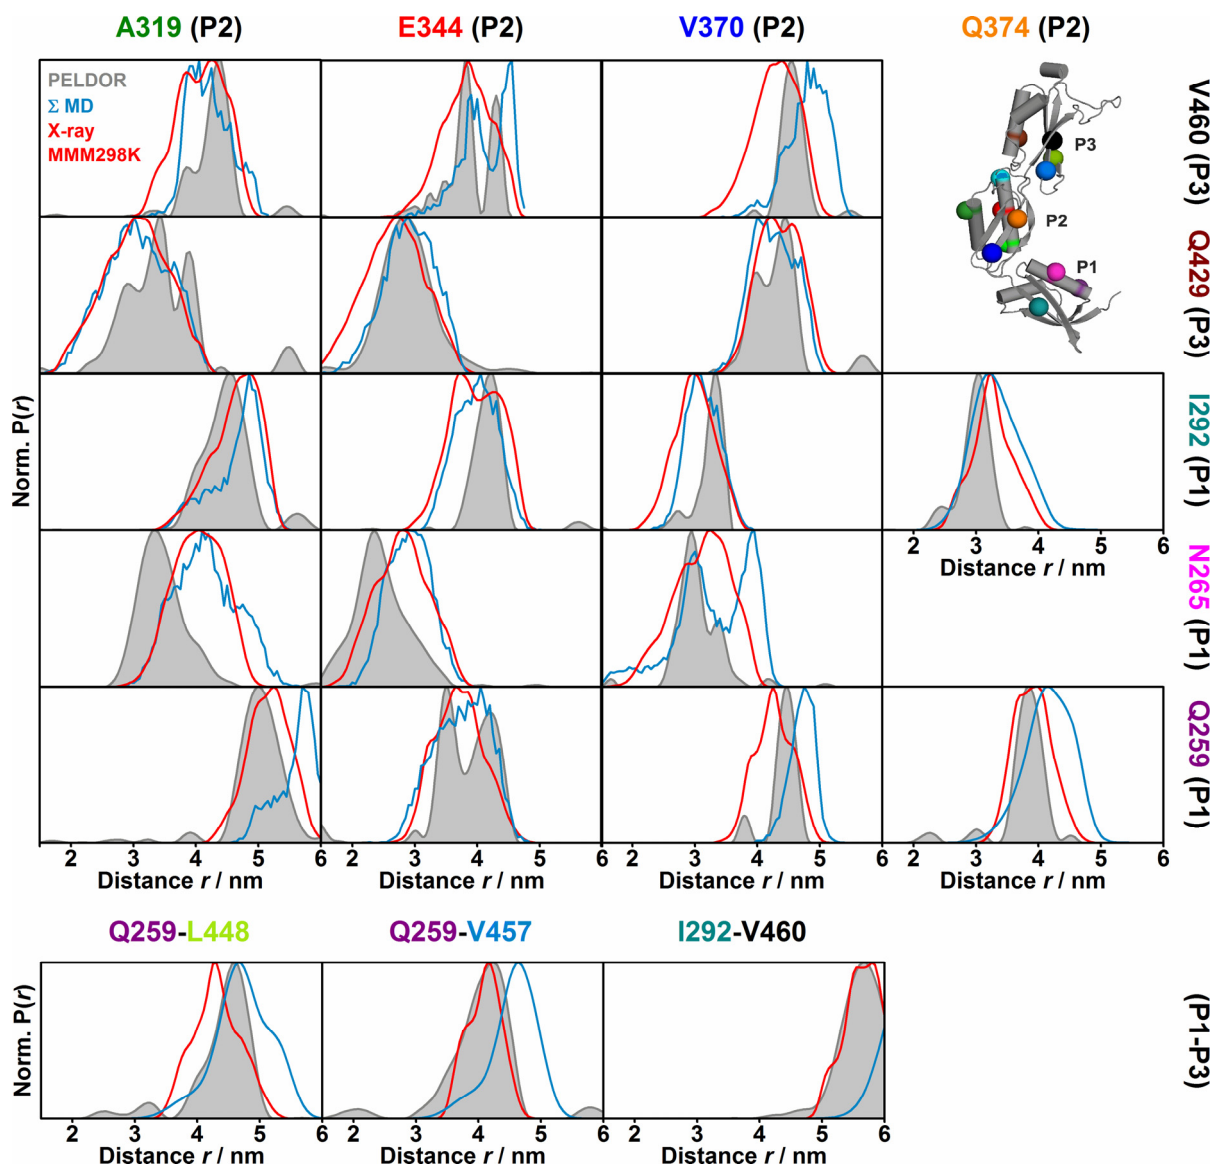 A319 (P2) E344 (P2) V370 (P2) Q374 (P2)
PELDOR
Σ MD
X-ray
MMM298K
P3
P2
P1
V460 (P3)
Q429 (P3)
I292 (P1)
N265 (P1)
Q259 (P1)
Norm. P(r)
2 3 4 5 6
Distance r / nm
2 3 4 5 6 2 3 4 5 6 2 3 4 5 6 2 3 4 5 6
Distance r / nm Distance r / nm Distance r / nm Distance r / nm
Q259-L448 Q259-V457 I292-V460
Norm. P(r)
(P1-P3)
2 3 4 5 6 2 3 4 5 6 2 3 4 5 6
Distance r / nm Distance r / nm Distance r / nm